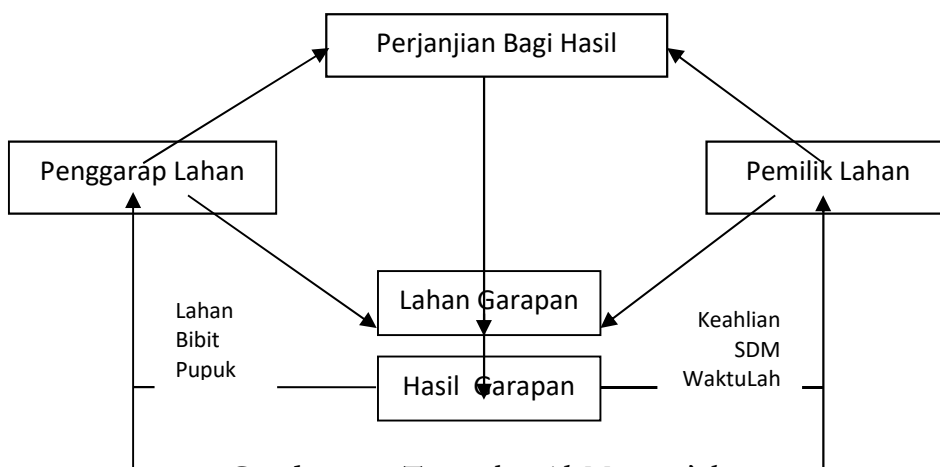 Perjanjian Bagi Hasil
Penggarap Lahan
Pemilik Lahan
Lahan Garapan
Lahan
Bibit
Pupuk
Keahlian
SDM
WaktuLah
Hasil Garapan